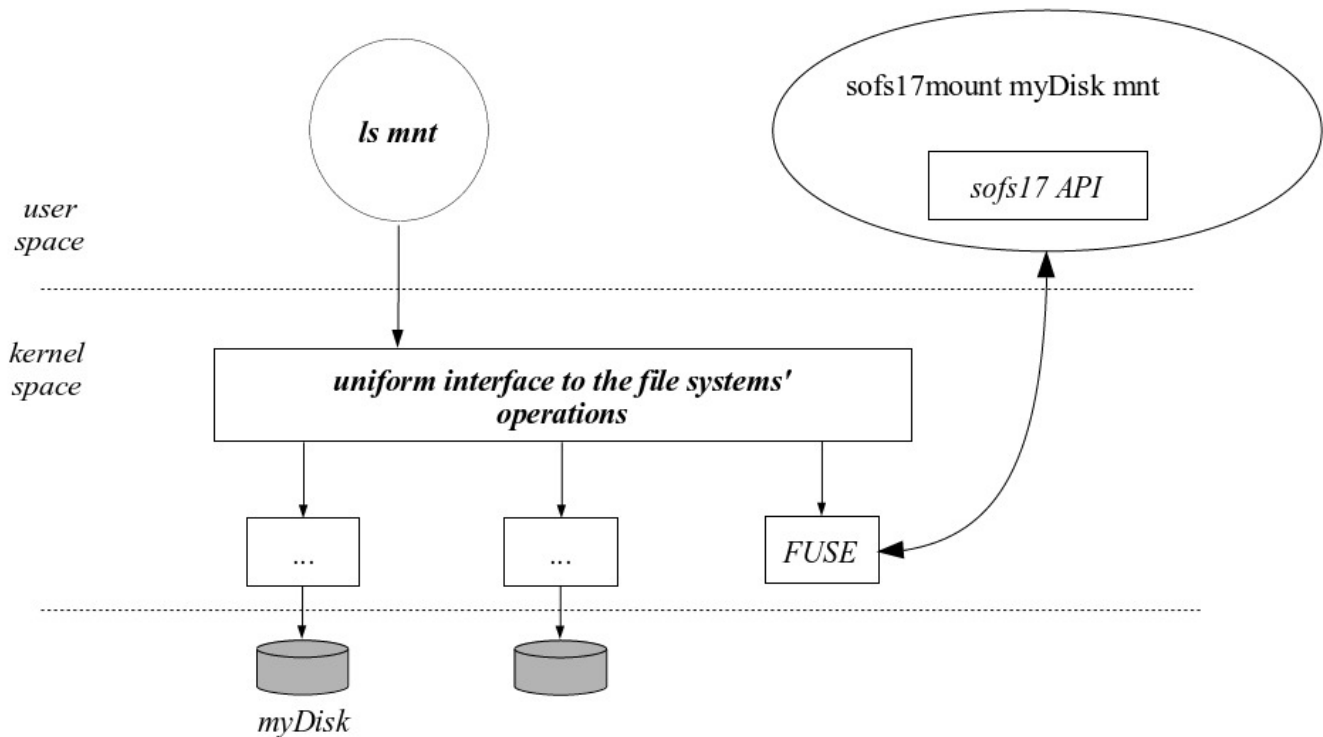 ls mnt
sofs17mount myDisk mnt
sofs17 API
user
space
kernel
space
uniform interface to the file systems'
operations
...
...
FUSE
myDisk